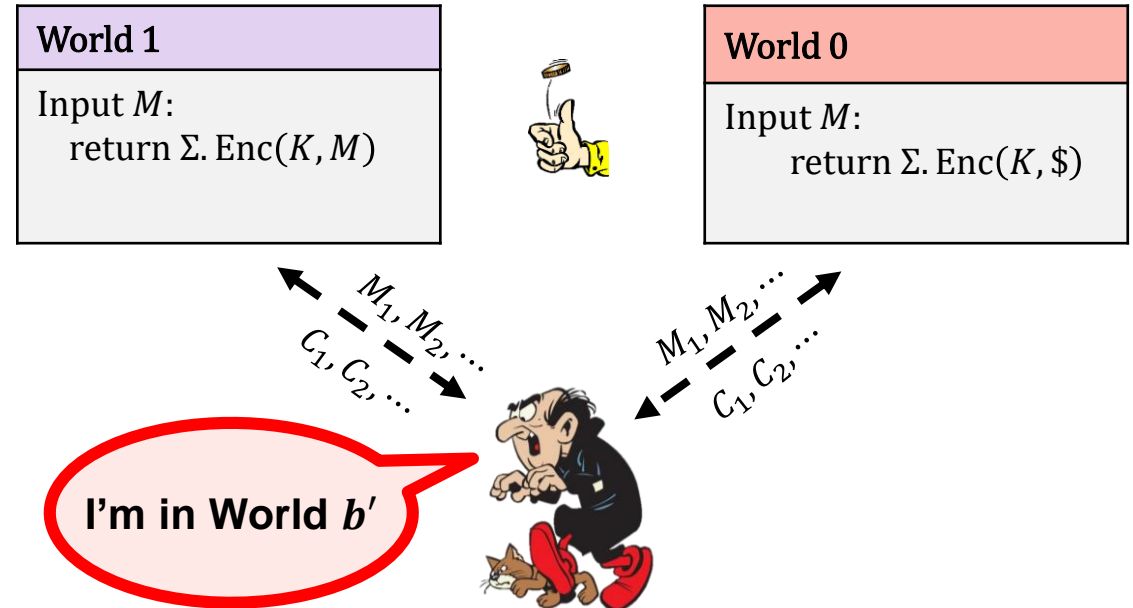 World 1
Input M:
return Σ. Enc(K, M)
World 0
Input M:
return Σ. Enc(K, $)
M₁, M₂, ...
C₁, C₂, ...
M₁, M₂, ...
C₁, C₂, ...
I'm in World b′